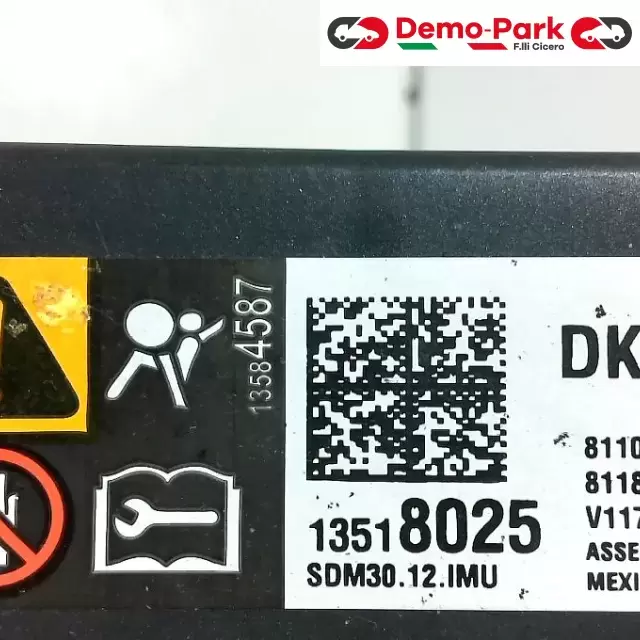 Demo-Park
F.lli Cicero
13584587
DK
8110
8118
V117
13518025
ASSE
SDM30.12.IMU
MEXI